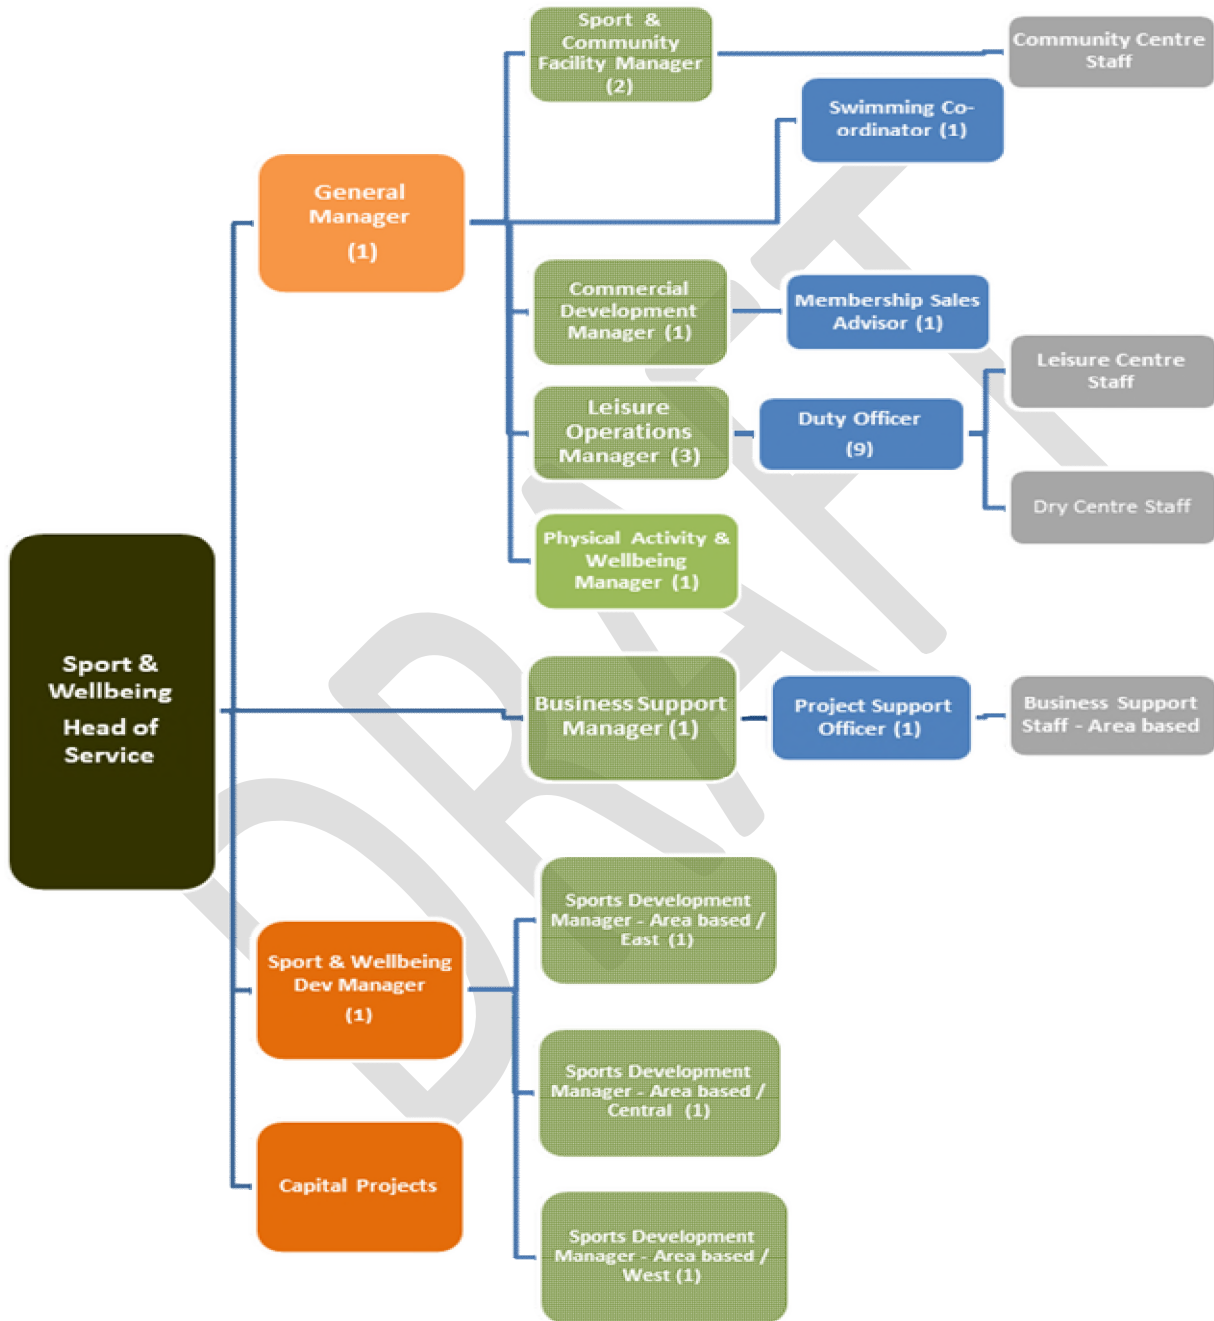 Sport &
Community
Facility Manager
(2)
Community Centre
Staff
Swimming Co-
ordinator (1)
General
Manager
(1)
Commercial
Development
Manager (1)
Membership Sales
Advisor (1)
Leisure Centre
Staff
Leisure
Operations
Manager (3)
Duty Officer
(9)
Dry Centre Staff
Physical Activity &
Wellbeing
Manager (1)
Sport &
Wellbeing
Head of
Service
Business Support
Manager (1)
Project Support
Officer (1)
Business Support
Staff - Area based
Sports Development
Manager - Area based /
East (1)
Sport & Wellbeing
Dev Manager
(1)
Sports Development
Manager - Area based /
Central (1)
Capital Projects
Sports Development
Manager - Area based /
West (1)
DRAFT